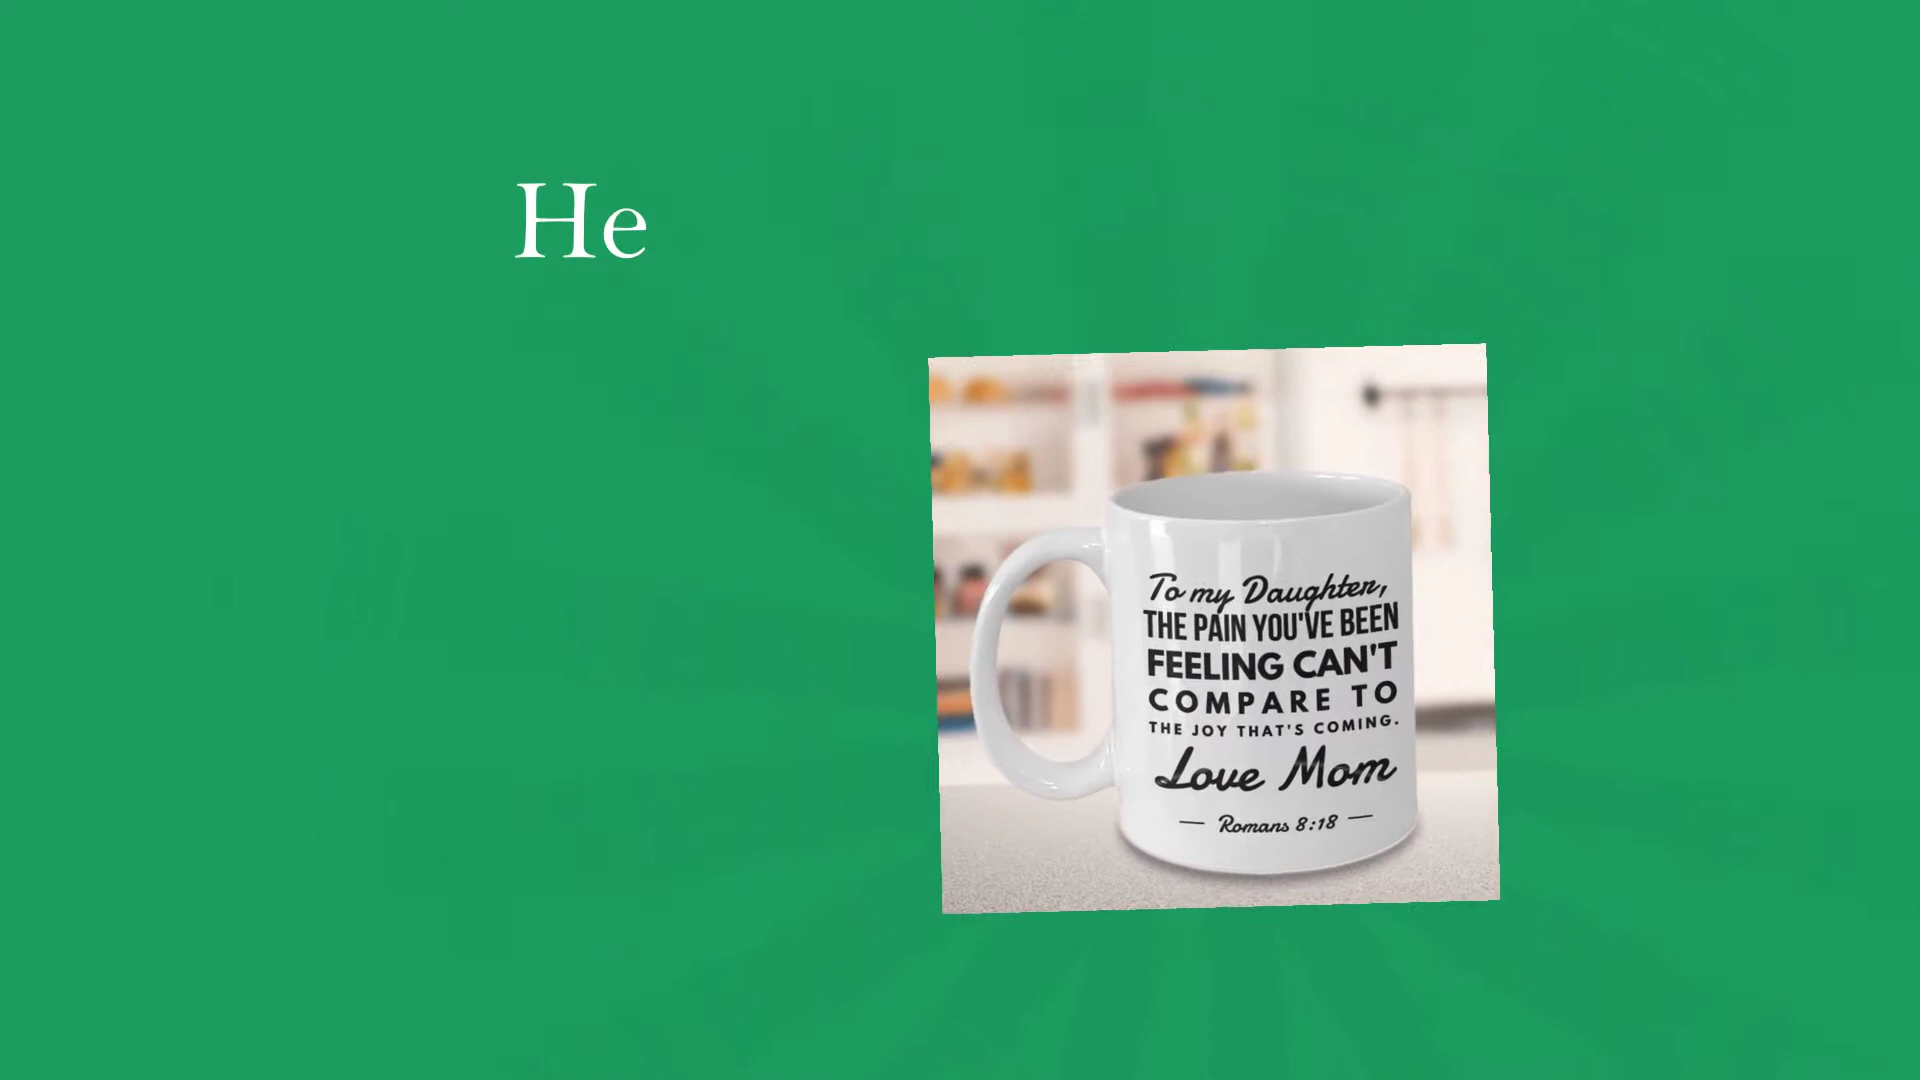 He
To my Daughter,
THE PAIN YOU'VE BEEN
FEELING CAN'T
COMPARE TO
THE JOY THAT'S COMING.
Love Mom
— Romans 8:18 —